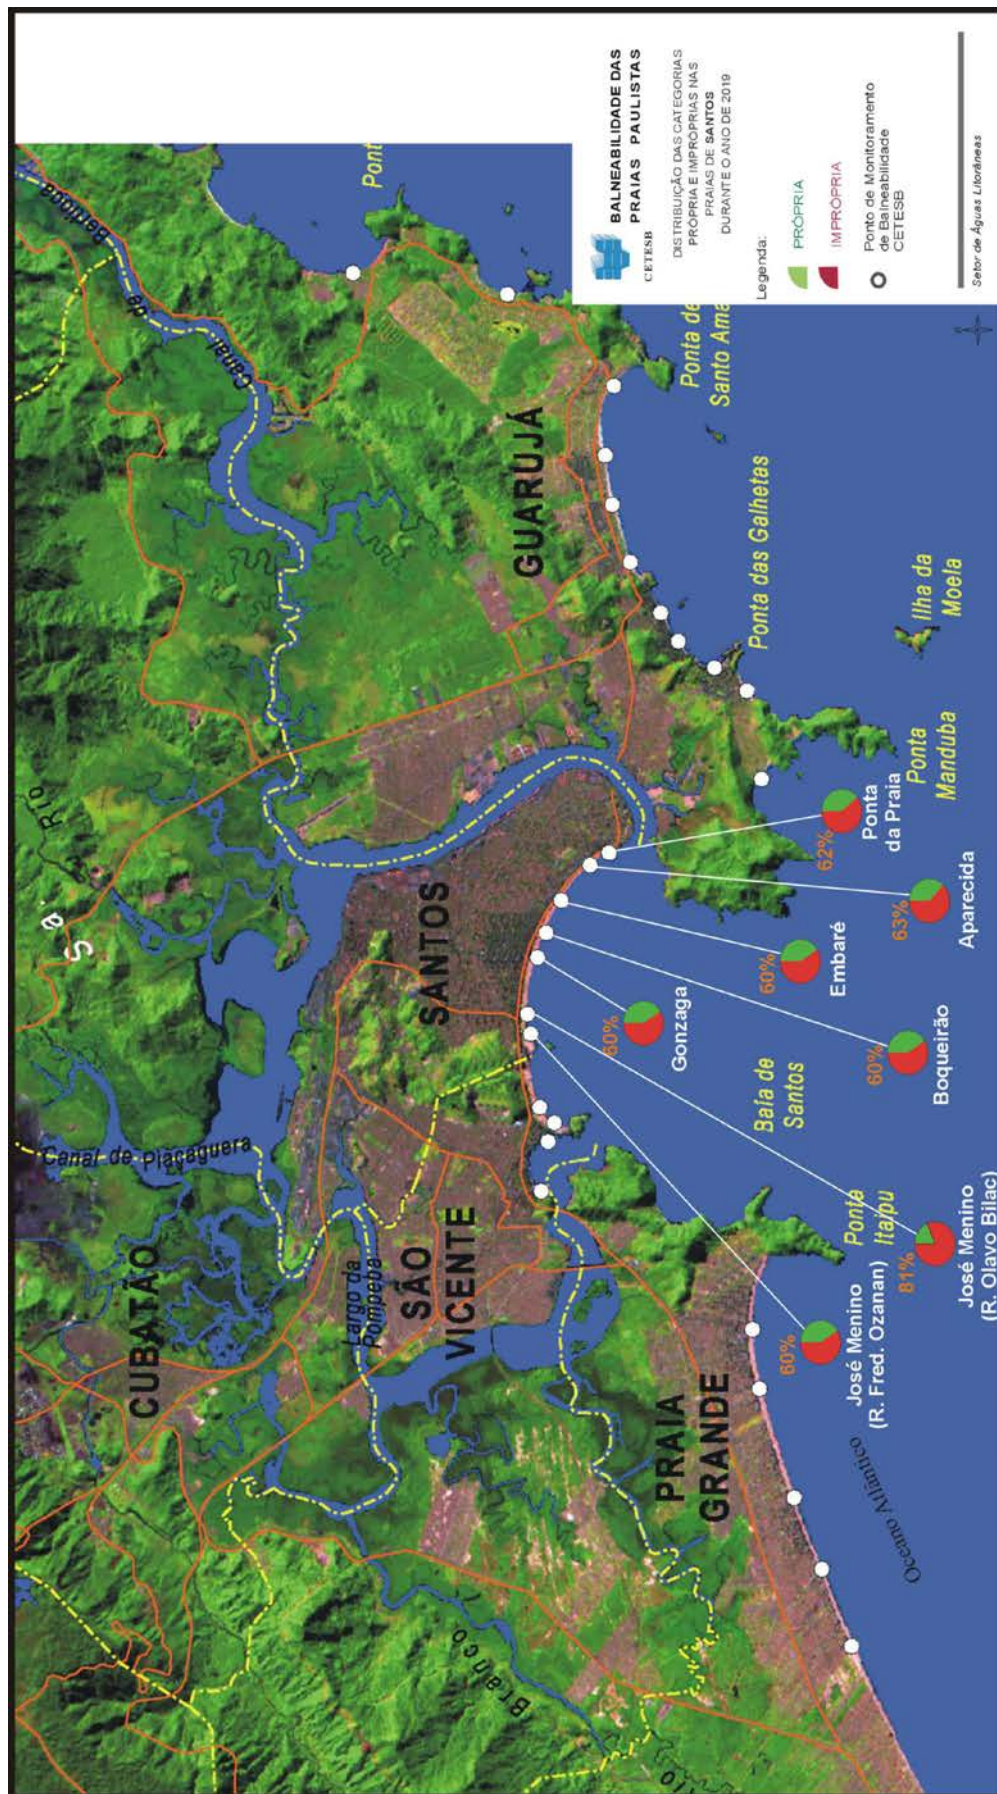 BALNEABILIDADE DAS
PRAIAS PAULISTAS
CETESB
DISTRIBUIÇÃO DAS CATEGORIAS
PRÓPRIA E IMPRÓPRIAS NAS
PRAIAS DE SANTOS
DURANTE O ANO DE 2019
Legenda:
PRÓPRIA
IMPRÓPRIA
Ponto de Monitoramento
de Balneabilidade
CETESB
Setor de Águas Litorâneas
CUBATÃO
Canal de Piaçaguera
Largo da
Pompeba
SÃO
VICENTE
SANTOS
GUARUJÁ
PRAIA
GRANDE
Sa.
Rio
Canal
de
Bertioga
Branco
Rio
Pont
Ponta de
Santo Ama
Ponta das Galhetas
Ilha da
Moela
Ponta
Manduba
Baía de
Santos
Ponta
Itaipu
Oceano Atlântico
60%
José Menino
(R. Fred. Ozanan)
81%
José Menino
(R. Olavo Bilac)
60%
Gonzaga
60%
Boqueirão
60%
Embaré
63%
Aparecida
62%
Ponta
da Praia